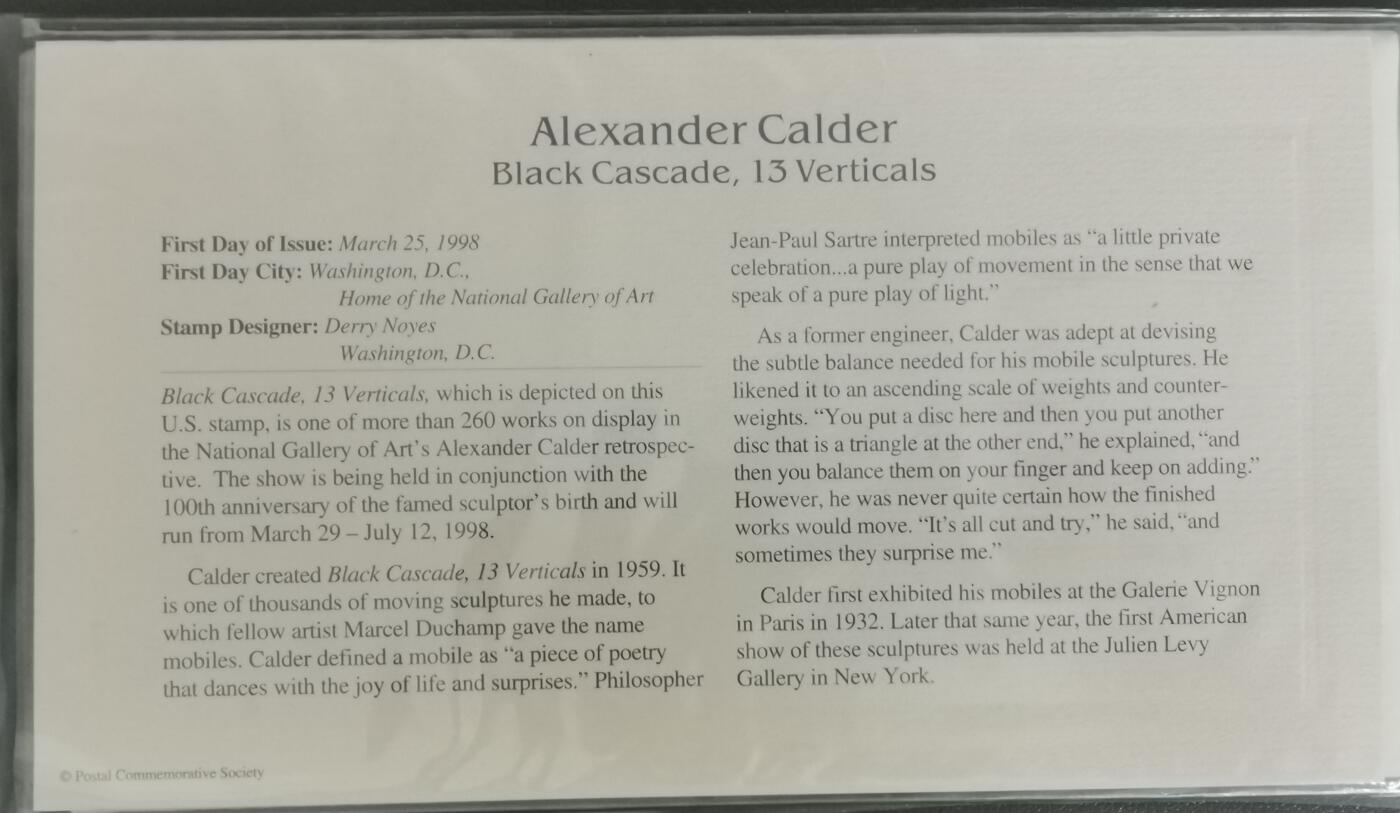 Alexander Calder
Black Cascade, 13 Verticals
First Day of Issue: March 25, 1998
First Day City: Washington, D.C.,
Home of the National Gallery of Art
Stamp Designer: Derry Noyes
Washington, D.C.
Black Cascade, 13 Verticals, which is depicted on this
U.S. stamp, is one of more than 260 works on display in
the National Gallery of Art's Alexander Calder retrospec-
tive. The show is being held in conjunction with the
100th anniversary of the famed sculptor's birth and will
run from March 29 – July 12, 1998.
Calder created Black Cascade, 13 Verticals in 1959. It
is one of thousands of moving sculptures he made, to
which fellow artist Marcel Duchamp gave the name
mobiles. Calder defined a mobile as “a piece of poetry
that dances with the joy of life and surprises.” Philosopher
Jean-Paul Sartre interpreted mobiles as “a little private
celebration...a pure play of movement in the sense that we
speak of a pure play of light.”
As a former engineer, Calder was adept at devising
the subtle balance needed for his mobile sculptures. He
likened it to an ascending scale of weights and counter-
weights. “You put a disc here and then you put another
disc that is a triangle at the other end,” he explained, “and
then you balance them on your finger and keep on adding.”
However, he was never quite certain how the finished
works would move. “It's all cut and try,” he said, “and
sometimes they surprise me.”
Calder first exhibited his mobiles at the Galerie Vignon
in Paris in 1932. Later that same year, the first American
show of these sculptures was held at the Julien Levy
Gallery in New York.
© Postal Commemorative Society